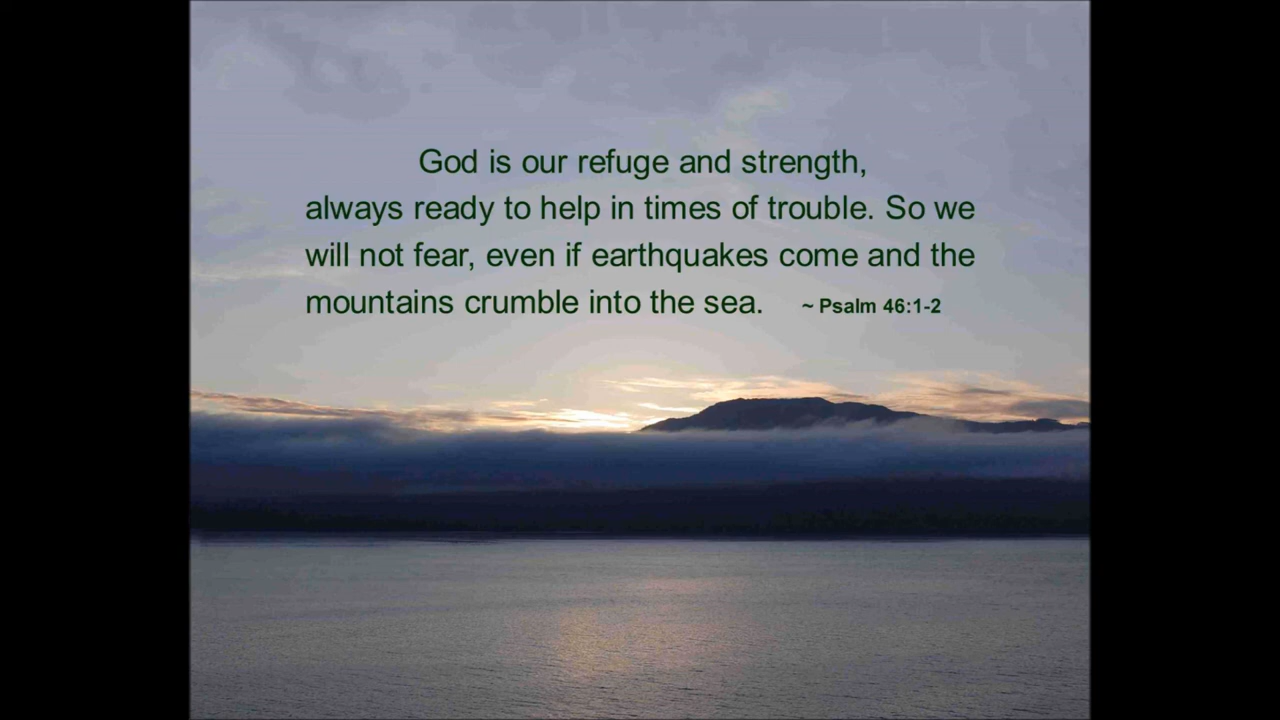 God is our refuge and strength,
always ready to help in times of trouble. So we
will not fear, even if earthquakes come and the
mountains crumble into the sea. ~ Psalm 46:1-2